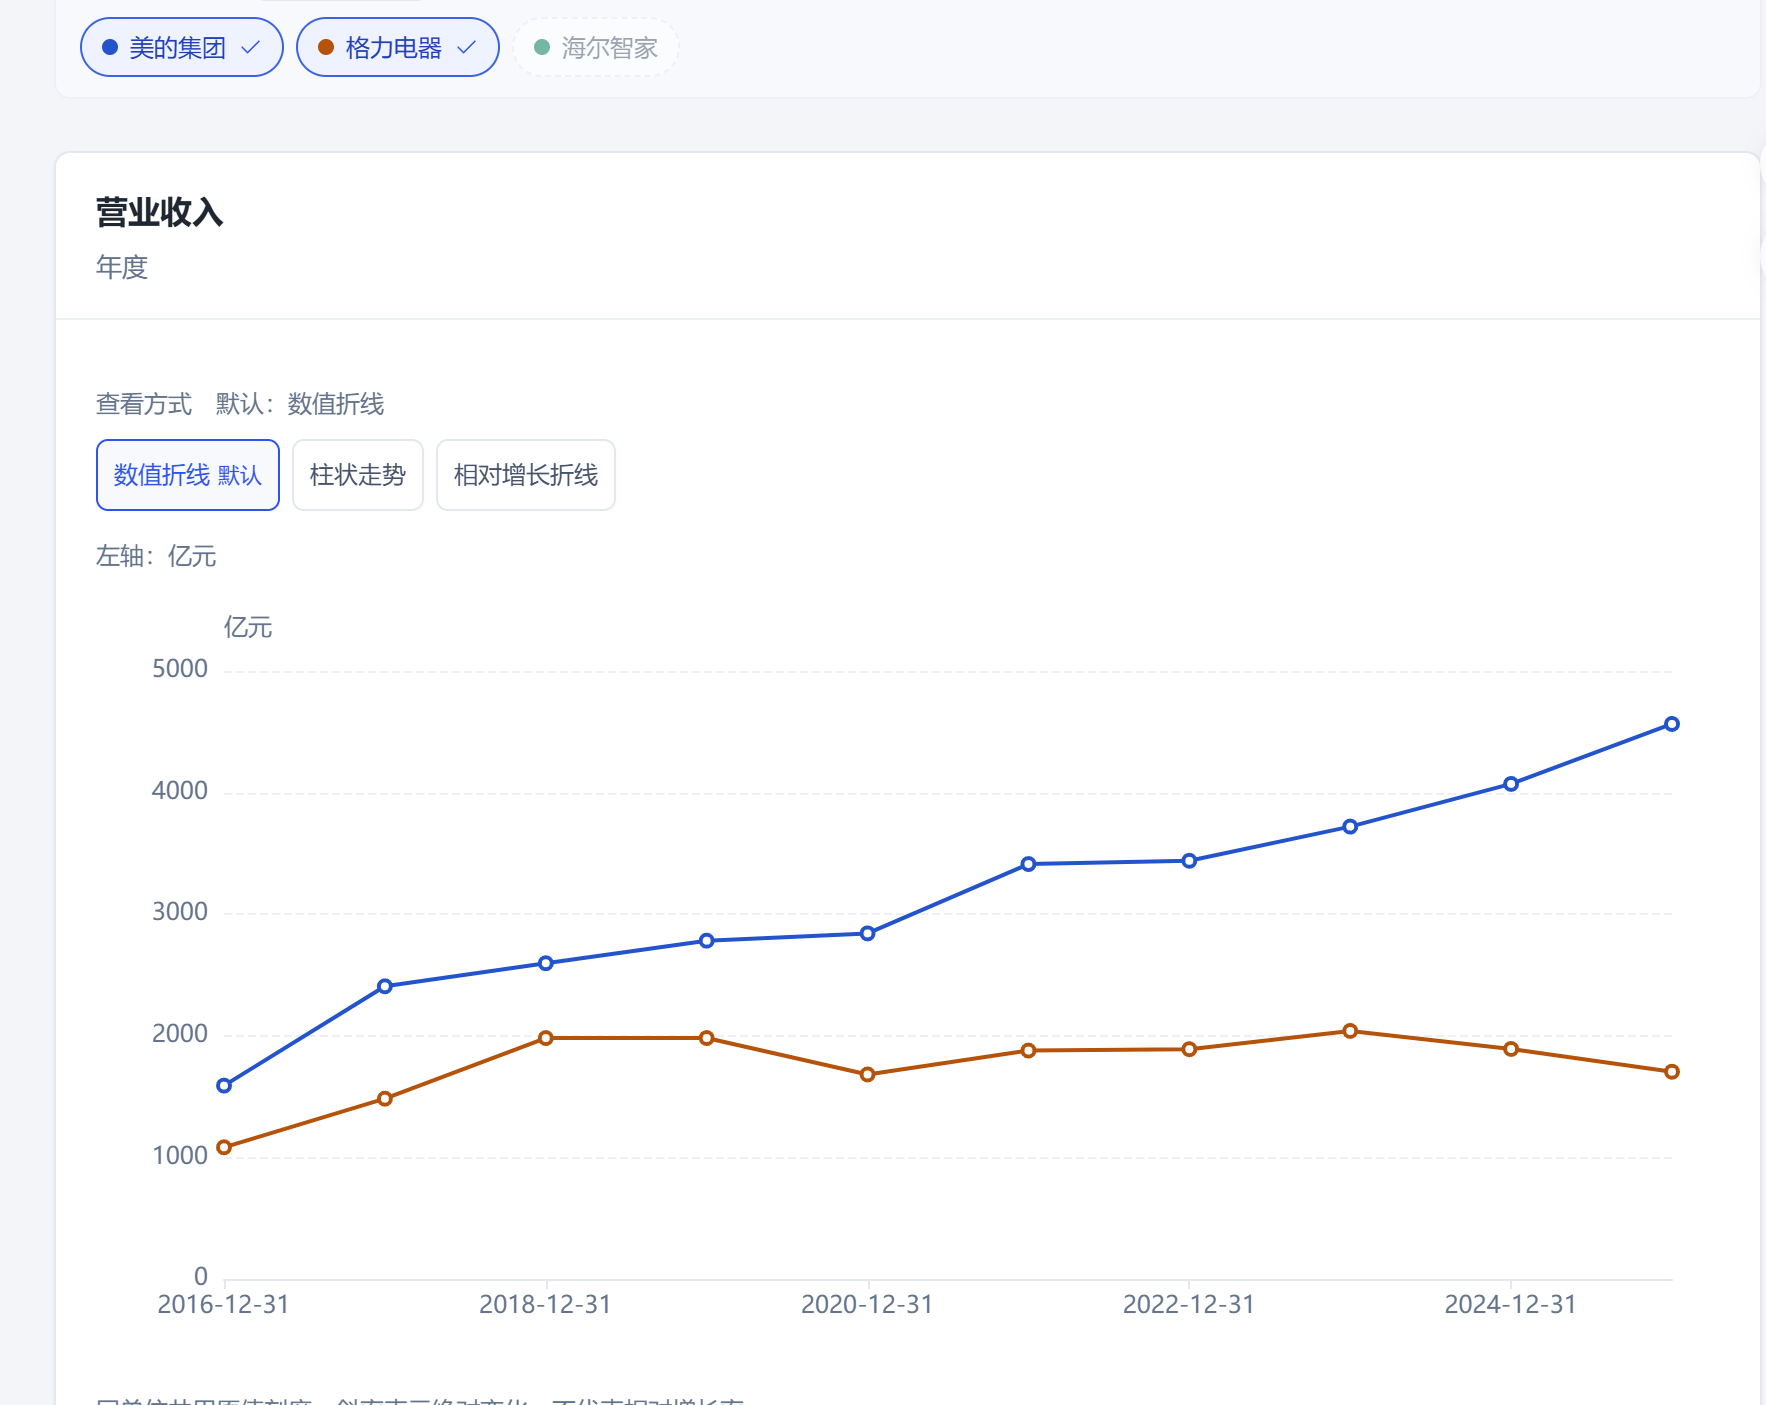 美的集团 格力电器 海尔智家
营业收入
年度
查看方式 默认：数值折线
数值折线 默认 柱状走势 相对增长折线
左轴：亿元
亿元
5000
4000
3000
2000
1000
0
2016-12-31 2018-12-31 2020-12-31 2022-12-31 2024-12-31